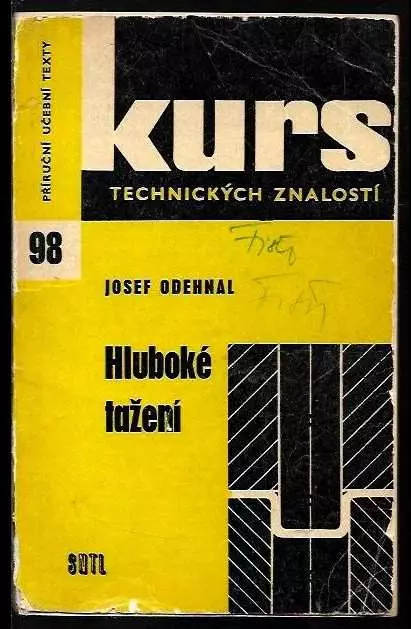 PŘÍRUČNÍ UČEBNÍ TEXTY
kurs
TECHNICKÝCH ZNALOSTÍ
98
JOSEF ODEHNAL
Hluboké
tažení
SNTL